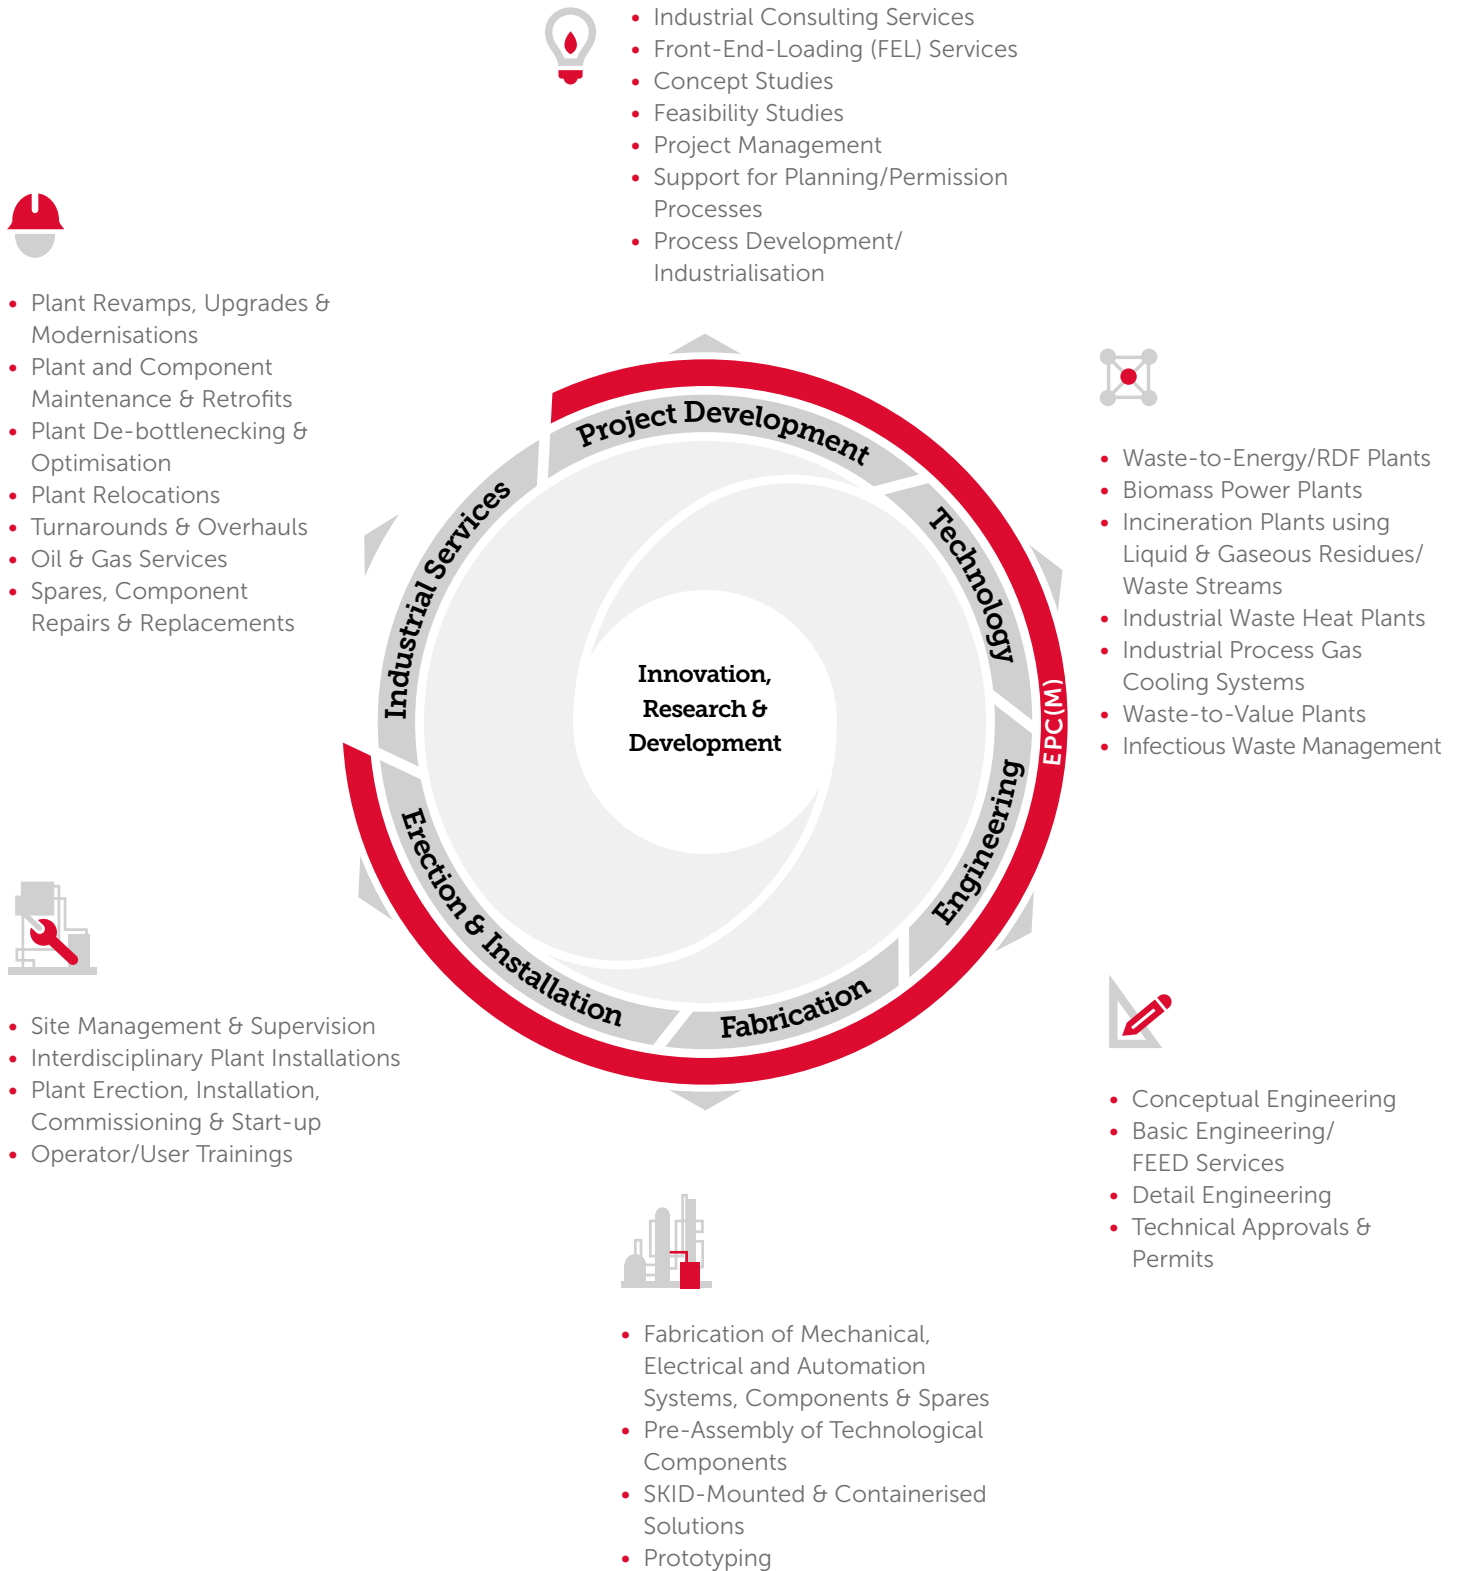 • Industrial Consulting Services
• Front-End-Loading (FEL) Services
• Concept Studies
• Feasibility Studies
• Project Management
• Support for Planning/Permission
Processes
• Process Development/
Industrialisation
• Plant Revamps, Upgrades &
Modernisations
• Plant and Component
Maintenance & Retrofits
• Plant De-bottlenecking &
Optimisation
• Plant Relocations
• Turnarounds & Overhauls
• Oil & Gas Services
• Spares, Component
Repairs & Replacements
Project Development
Technology
Engineering
Fabrication
Erection & Installation
Industrial Services
EPC(M)
Innovation,
Research &
Development
• Waste-to-Energy/RDF Plants
• Biomass Power Plants
• Incineration Plants using
Liquid & Gaseous Residues/
Waste Streams
• Industrial Waste Heat Plants
• Industrial Process Gas
Cooling Systems
• Waste-to-Value Plants
• Infectious Waste Management
• Site Management & Supervision
• Interdisciplinary Plant Installations
• Plant Erection, Installation,
Commissioning & Start-up
• Operator/User Trainings
• Conceptual Engineering
• Basic Engineering/
FEED Services
• Detail Engineering
• Technical Approvals &
Permits
• Fabrication of Mechanical,
Electrical and Automation
Systems, Components & Spares
• Pre-Assembly of Technological
Components
• SKID-Mounted & Containerised
Solutions
• Prototyping